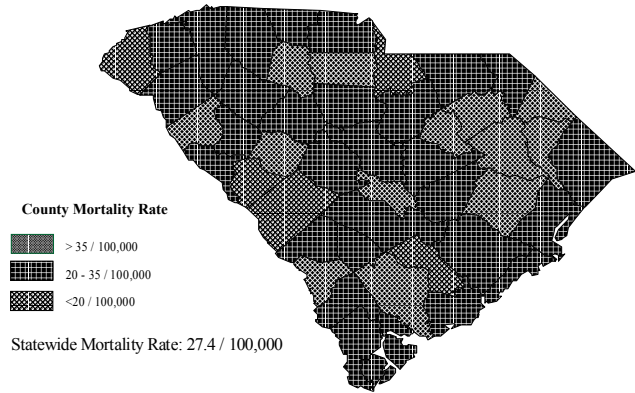 County Mortality Rate
> 35 / 100,000
20 - 35 / 100,000
<20 / 100,000
Statewide Mortality Rate: 27.4 / 100,000